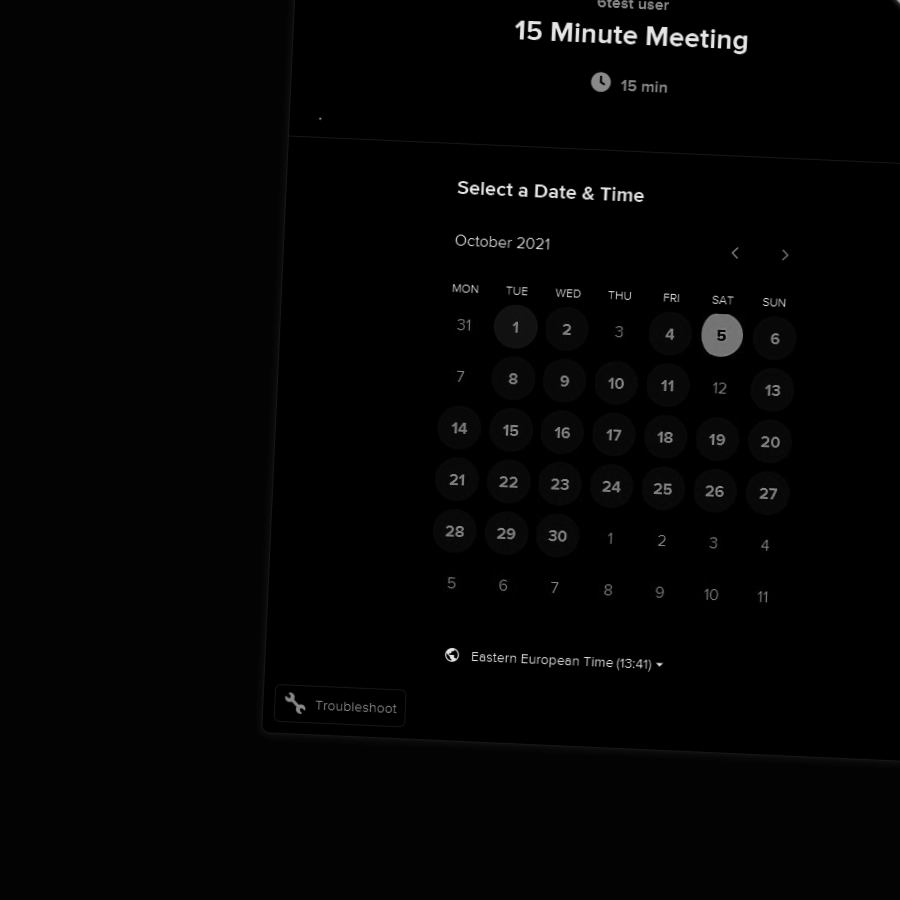 6test user
15 Minute Meeting
15 min
Select a Date & Time
October 2021
MON TUE WED THU FRI SAT SUN
31 1 2 3 4 5 6
7 8 9 10 11 12 13
14 15 16 17 18 19 20
21 22 23 24 25 26 27
28 29 30 1 2 3 4
5 6 7 8 9 10 11
Eastern European Time (13:41)
Troubleshoot